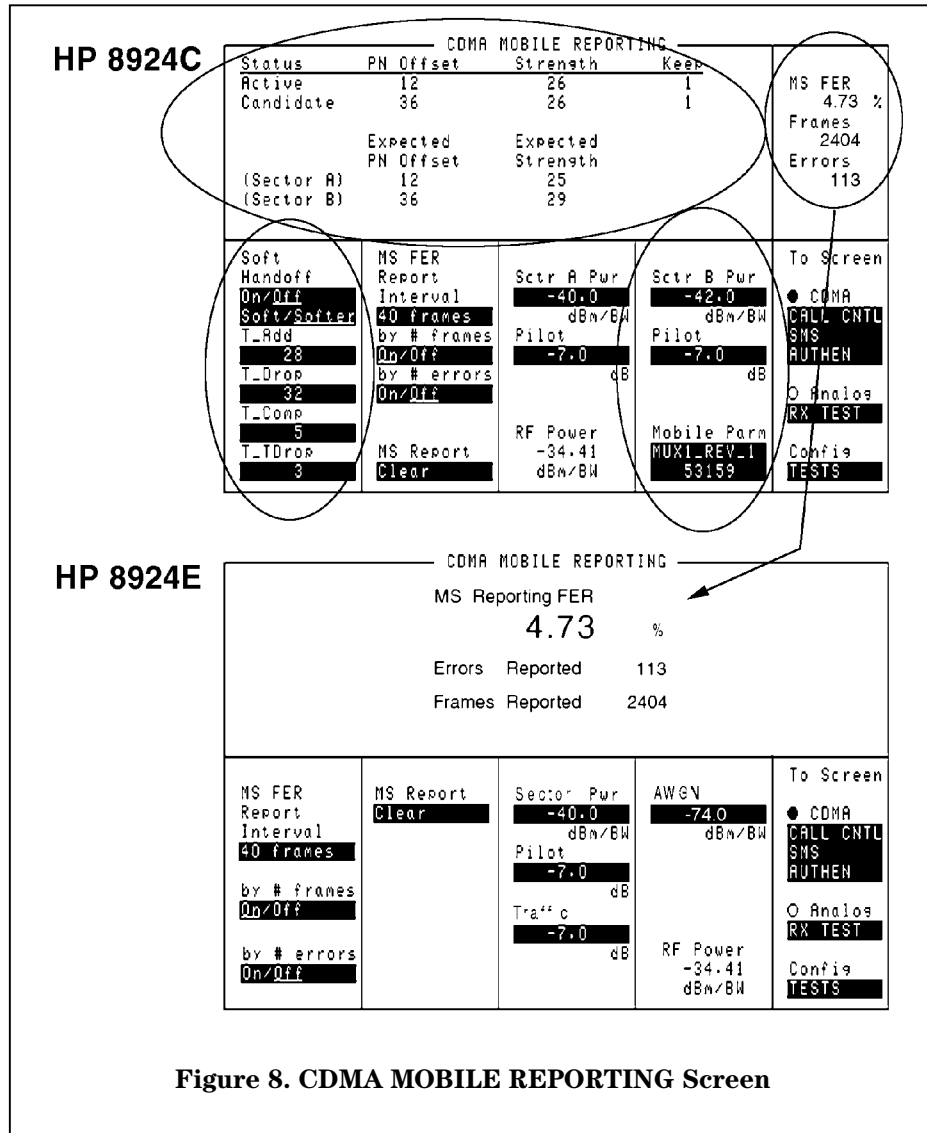 HP 8924C
CDMA MOBILE REPORTING
Status PN Offset Strength Keep
Active 12 26 1
Candidate 36 26 1
Expected Expected
PN Offset Strength
(Sector A) 12 25
(Sector B) 36 29
MS FER
4.73 %
Frames
2404
Errors
113
Soft
Handoff
On/Off
Soft/Softer
T_Add
28
T_Drop
32
T_Comp
5
T_TDrop
3
MS FER
Report
Interval
40 frames
by # frames
On/Off
by # errors
On/Off
MS Report
Clear
Sctr A Pwr
-40.0
dBm/BW
Pilot
-7.0
dB
RF Power
-34.41
dBm/BW
Sctr B Pwr
-42.0
dBm/BW
Pilot
-7.0
dB
Mobile Parm
MUX1_REV_1
53159
To Screen
CDMA
CALL CNTL
SMS
AUTHEN
Analog
RX TEST
Config
TESTS
HP 8924E
CDMA MOBILE REPORTING
MS Reporting FER
4.73 %
Errors Reported 113
Frames Reported 2404
MS FER
Report
Interval
40 frames
by # frames
On/Off
by # errors
On/Off
MS Report
Clear
Sector Pwr
-40.0
dBm/BW
Pilot
-7.0
dB
Traffic
-7.0
dB
AWGN
-74.0
dBm/BW
RF Power
-34.41
dBm/BW
To Screen
CDMA
CALL CNTL
SMS
AUTHEN
Analog
RX TEST
Config
TESTS
Figure 8. CDMA MOBILE REPORTING Screen